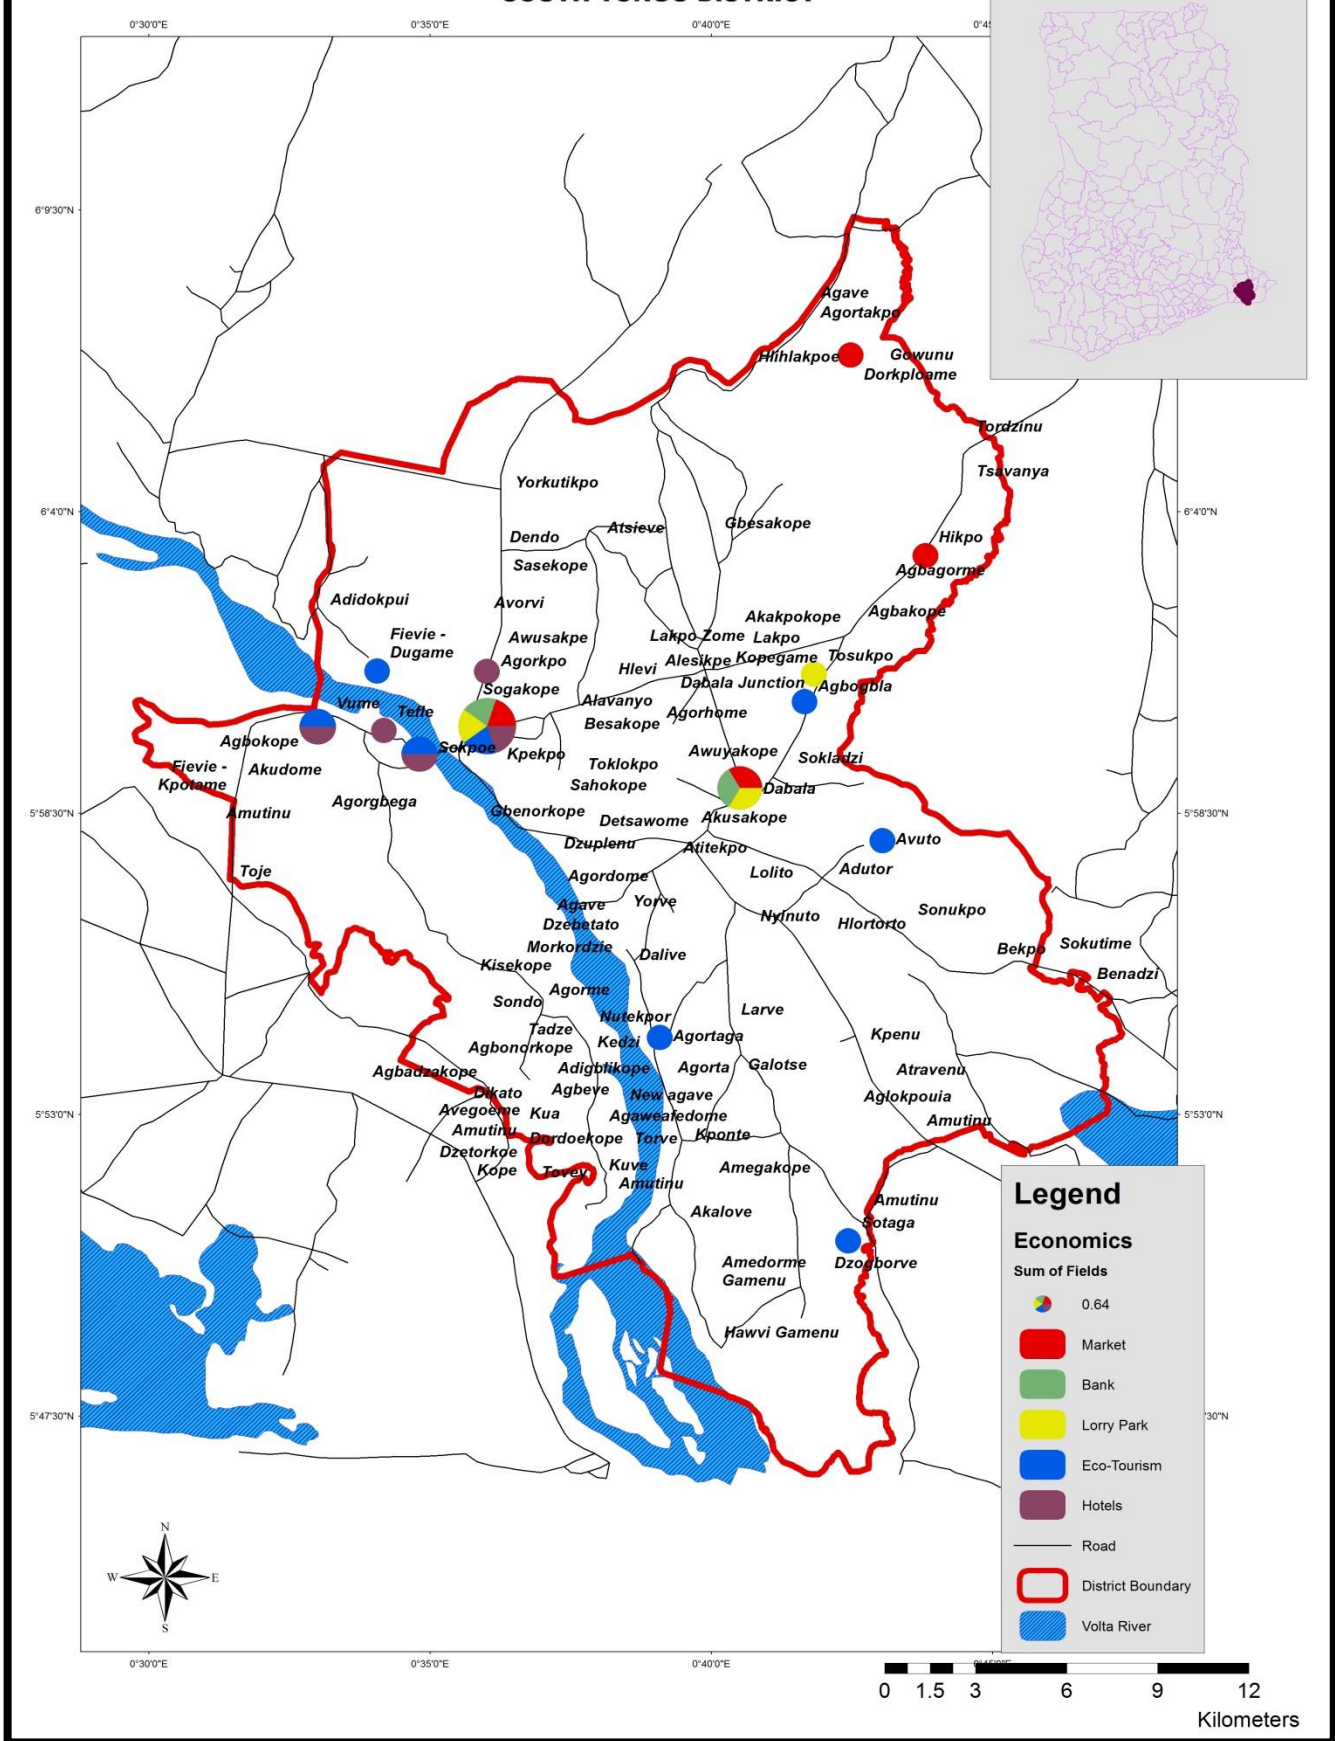 SOUTH TONGU DISTRICT
0°30'0"E
0°35'0"E
0°40'0"E
0°45
6°9'30"N
Agave
Agortakpo
Hlihlakpoe
Gowunu
Dorkploame
Tordzinu
Tsavanya
Yorkutikpo
6°4'0"N
6°4'0"N
Atsieve
Gbesakope
Dendo
Hikpo
Sasekope
Agbagorme
Adidokpui
Avorvi
Agbakope
Akakpokope
Fievie -
Dugame
Awusakpe
Lakpo Zome
Lakpo
Agorkpo
Hlevi
Alesikpe
Kopegame
Tosukpo
Sogakope
Dabala Junction
Agbogbla
Vume
Tefle
Alavanyo
Agorhome
Besakope
Agbokope
Sokpoe
Kpekpo
Awuyakope
Sokladzi
Fievie -
Kpotame
Akudome
Toklokpo
Sahokope
Dabala
Agorgbega
Amutinu
Gbenorkope
Detsawome
Akusakope
5°58'30"N
5°58'30"N
Dzuplenu
Atitekpo
Avuto
Toje
Agordome
Lolito
Adutor
Agave
Yorve
Nyinuto
Sonukpo
Dzebetato
Hlortorto
Morkordzie
Dalive
Bekpo
Sokutime
Kisekope
Benadzi
Agorme
Sondo
Nutekpor
Larve
Tadze
Agortaga
Kpenu
Agbonorkope
Kedzi
Agbadzakope
Adigblikope
Agorta
Galotse
Atravenu
Dikato
Agbeve
New agave
Aglokpouia
Avegoeme
Kua
Agaweafedome
Amutinu
5°53'0"N
5°53'0"N
Amutinu
Dordoekope
Torve
Kponte
Dzetorkoe
Kope
Tovey
Kuve
Amegakope
Amutinu
Amutinu
Akalove
Sotaga
Amedorme
Gamenu
Dzogborve
Hawvi Gamenu
5°47'30"N
'30"N
Legend
Economics
Sum of Fields
0.64
Market
Bank
Lorry Park
Eco-Tourism
Hotels
Road
District Boundary
Volta River
N
W
E
S
0°30'0"E
0°35'0"E
0°40'0"E
0°45'0"E
0 1.5 3 6 9 12
Kilometers